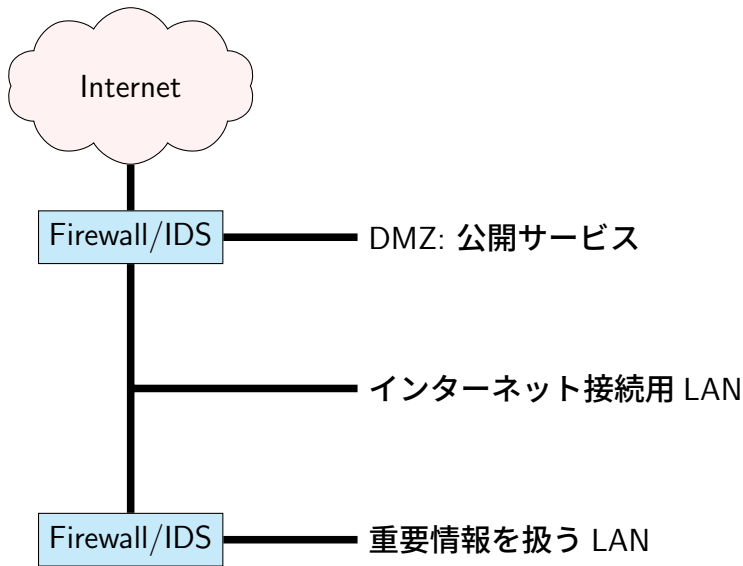 Internet
Firewall/IDS
DMZ: 公開サービス
インターネット接続用 LAN
Firewall/IDS
重要情報を扱う LAN